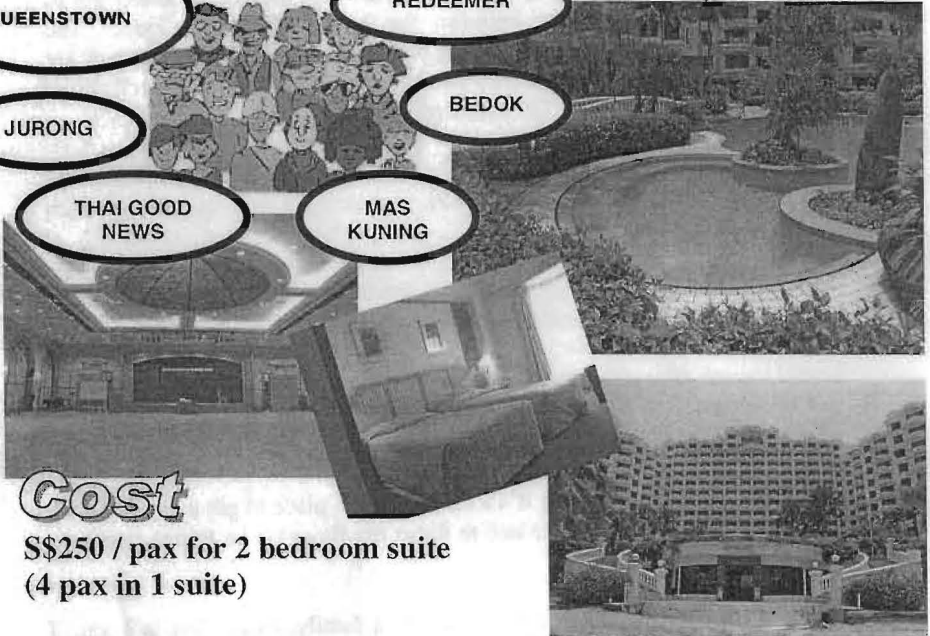 UEENSTOWN
REDEEMER
JURONG
BEDOK
THAI GOOD
NEWS
MAS
KUNING
Cost
S$250 / pax for 2 bedroom suite
(4 pax in 1 suite)